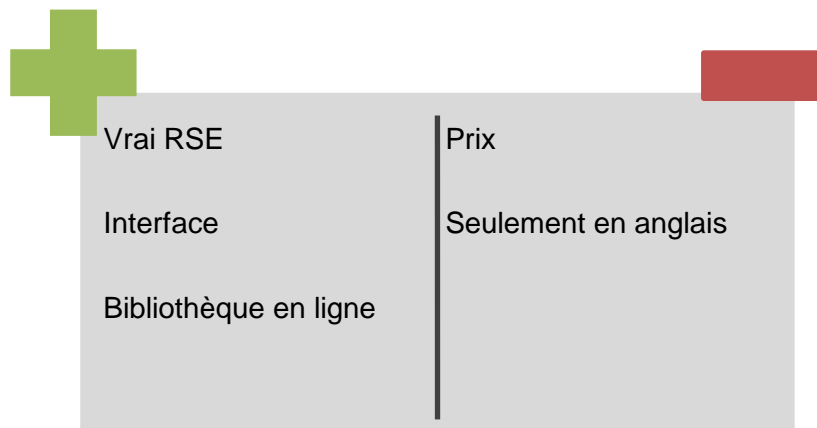 Vrai RSE
Interface
Bibliothèque en ligne
Prix
Seulement en anglais